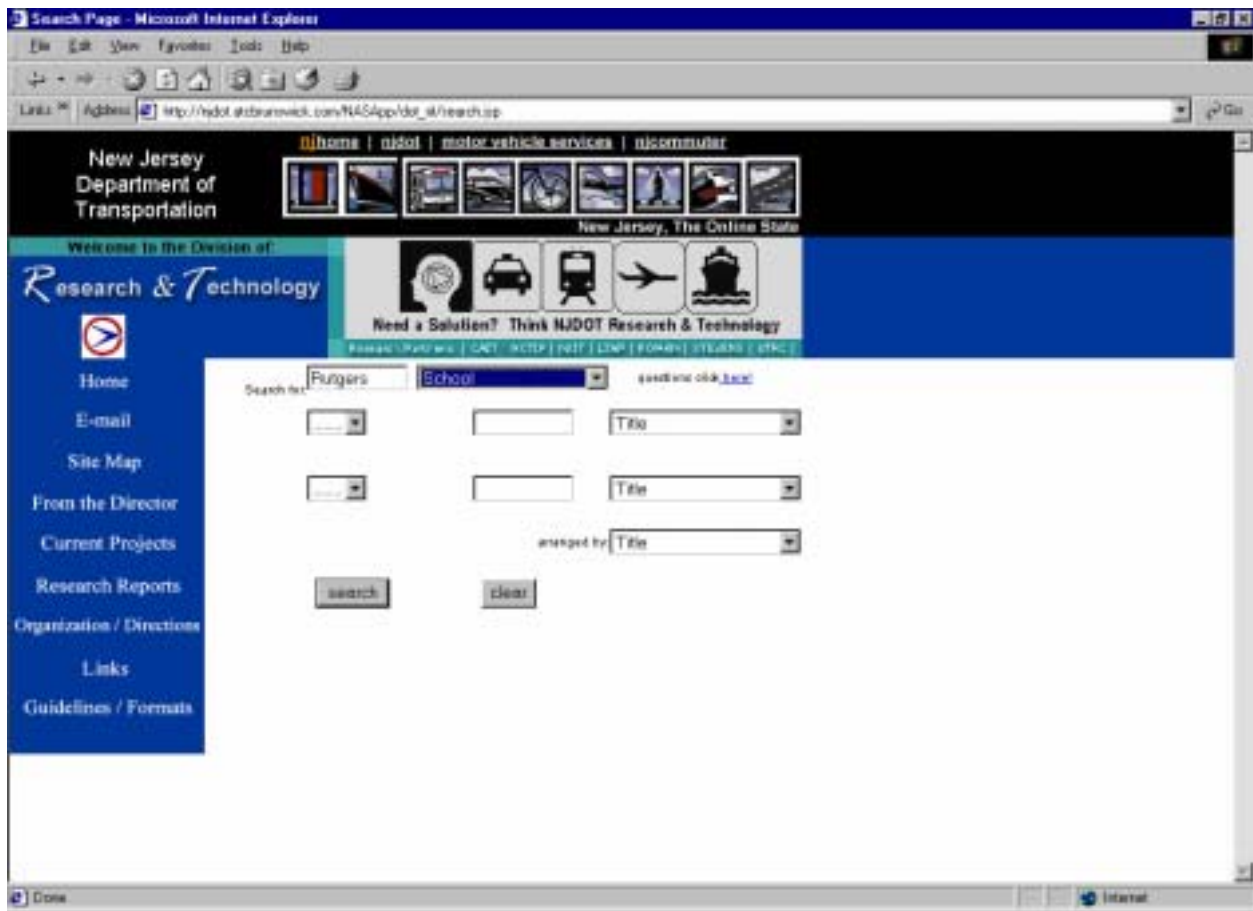 Search Page - Microsoft Internet Explorer
File Edit View Favorites Tools Help
Links Address
Go
njhome | njdot | motor vehicle services | njcommuter
New Jersey
Department of
Transportation
New Jersey, The Online State
Welcome to the Division of:
Research & Technology
Need a Solution? Think NJDOT Research & Technology
Home
E-mail
Site Map
From the Director
Current Projects
Research Reports
Organization / Directions
Links
Guidelines / Formats
Search for: Rutgers School questions click here!
Title
Title
arranged by: Title
search clear
Done Internet